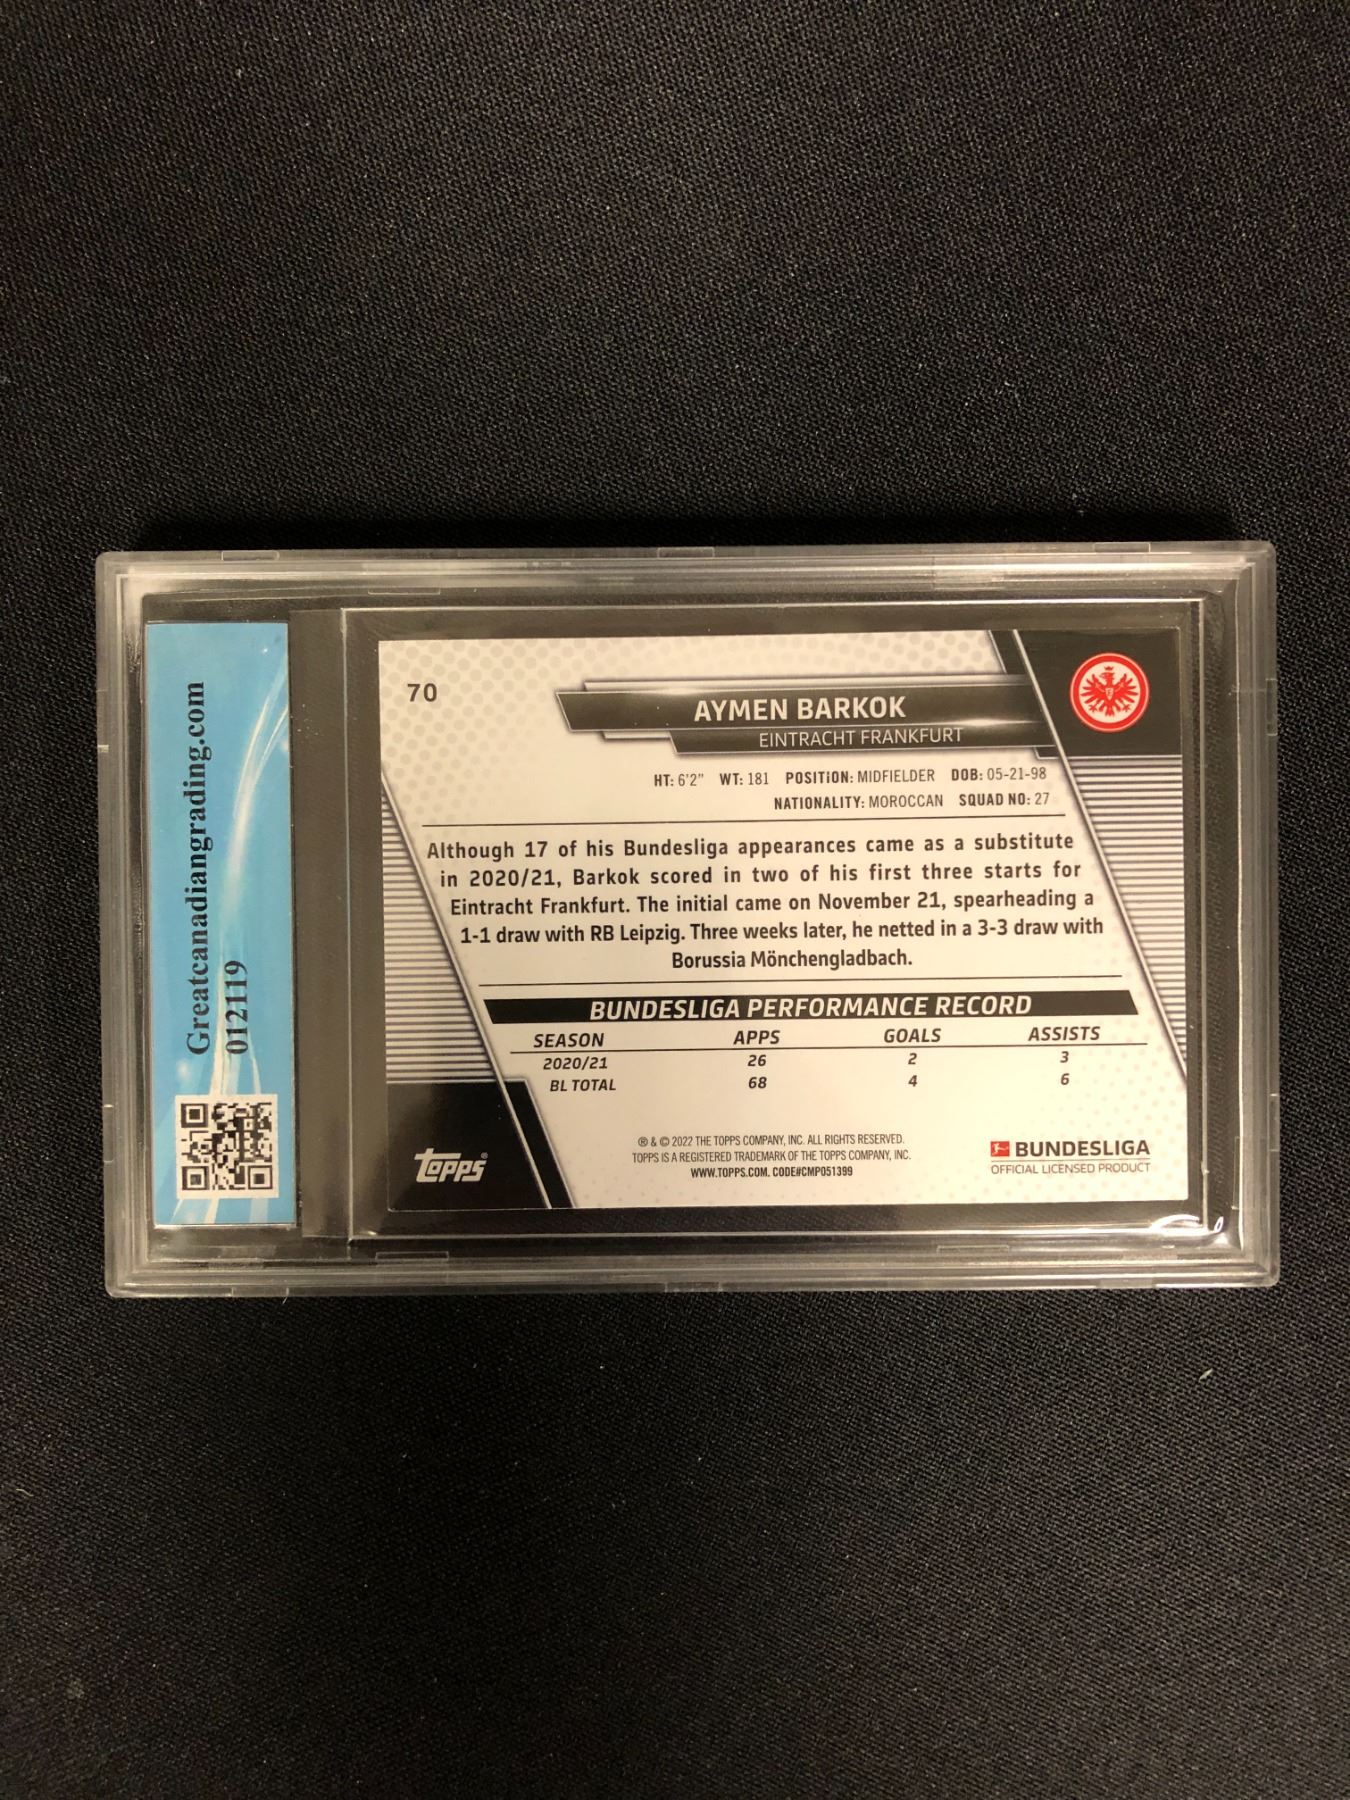 Greatcanadiangrading.com
012119
70
AYMEN BARKOK
EINTRACHT FRANKFURT
HT: 6'2" WT: 181 POSITION: MIDFIELDER DOB: 05-21-98
NATIONALITY: MOROCCAN SQUAD NO: 27
Although 17 of his Bundesliga appearances came as a substitute
in 2020/21, Barkok scored in two of his first three starts for
Eintracht Frankfurt. The initial came on November 21, spearheading a
1-1 draw with RB Leipzig. Three weeks later, he netted in a 3-3 draw with
Borussia Mönchengladbach.
BUNDESLIGA PERFORMANCE RECORD
SEASON APPS GOALS ASSISTS
2020/21 26 2 3
BL TOTAL 68 4 6
topps®
® & © 2022 THE TOPPS COMPANY, INC. ALL RIGHTS RESERVED.
TOPPS IS A REGISTERED TRADEMARK OF THE TOPPS COMPANY, INC.
WWW.TOPPS.COM. CODE#CMP051399
BUNDESLIGA
OFFICIAL LICENSED PRODUCT